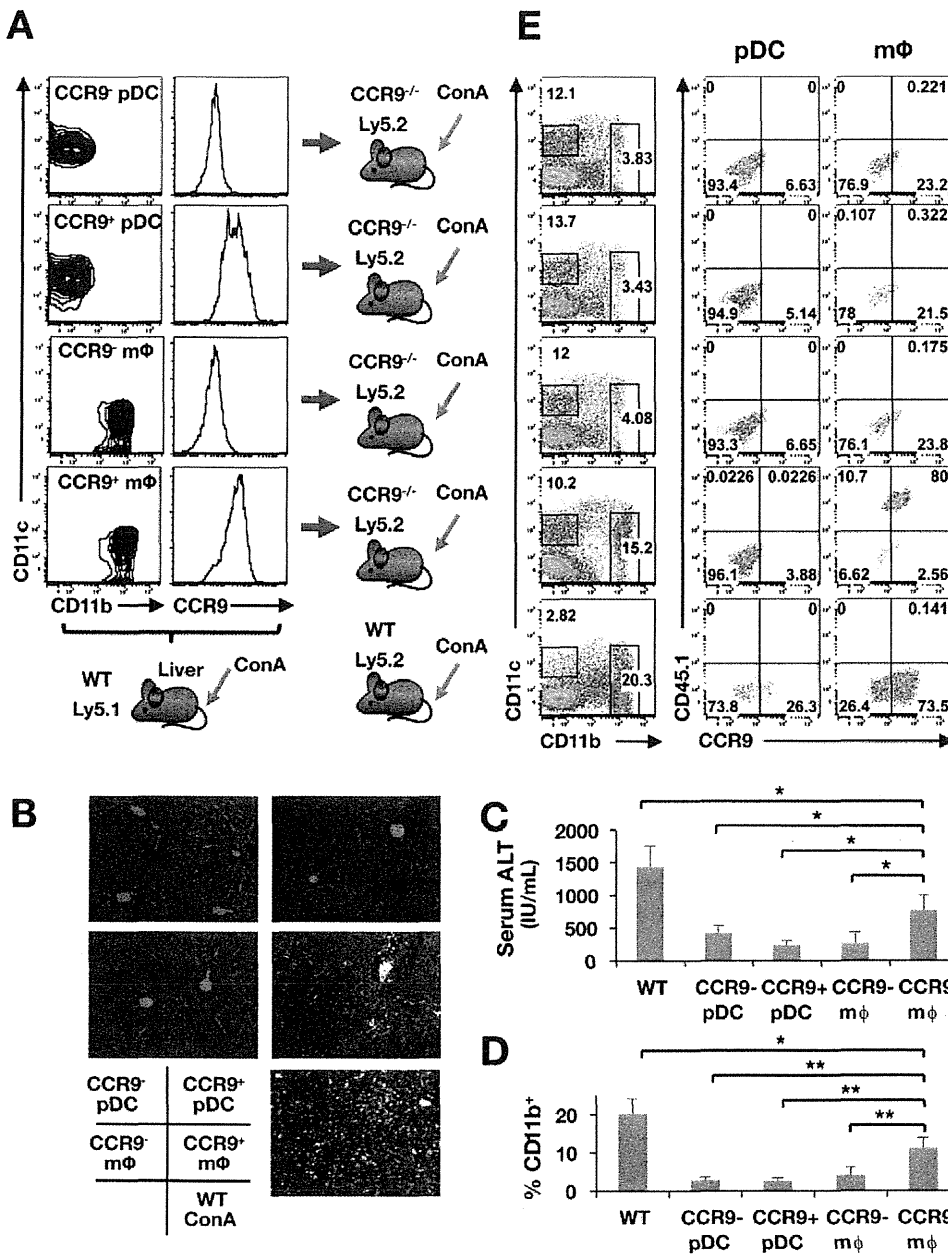 A
CCR9⁻ pDC
CCR9⁺ pDC
CCR9⁻ mΦ
CCR9⁺ mΦ
CD11c
CD11b
CCR9
CCR9⁻/⁻ ConA
Ly5.2
CCR9⁻/⁻ ConA
Ly5.2
CCR9⁻/⁻ ConA
Ly5.2
CCR9⁻/⁻ ConA
Ly5.2
WT
Ly5.2
ConA
WT
Ly5.1
Liver
ConA
E
pDC mΦ
12.1
3.83
0 0
93.4 6.63
0 0.221
76.9 23.2
13.7
3.43
0 0
94.9 5.14
0.107 0.322
78 21.5
12
4.08
0 0
93.3 6.65
0 0.175
76.1 23.8
10.2
15.2
0.0226 0.0226
96.1 3.88
10.7 80
6.62 2.56
2.82
20.3
0 0
73.8 26.3
0 0.141
26.4 73.5
CD11c
CD11b
CD45.1
CCR9
B
CCR9⁻ pDC
CCR9⁺ pDC
CCR9⁻ mΦ
CCR9⁺ mΦ
WT ConA
C
Serum ALT
(IU/mL)
2000
1500
1000
500
0
*
*
*
*
WT
CCR9- pDC
CCR9+ pDC
CCR9- mφ
CCR9 mφ
D
% CD11b⁺
20
10
0
*
**
**
**
WT
CCR9- pDC
CCR9+ pDC
CCR9- mφ
CCR9 mφ